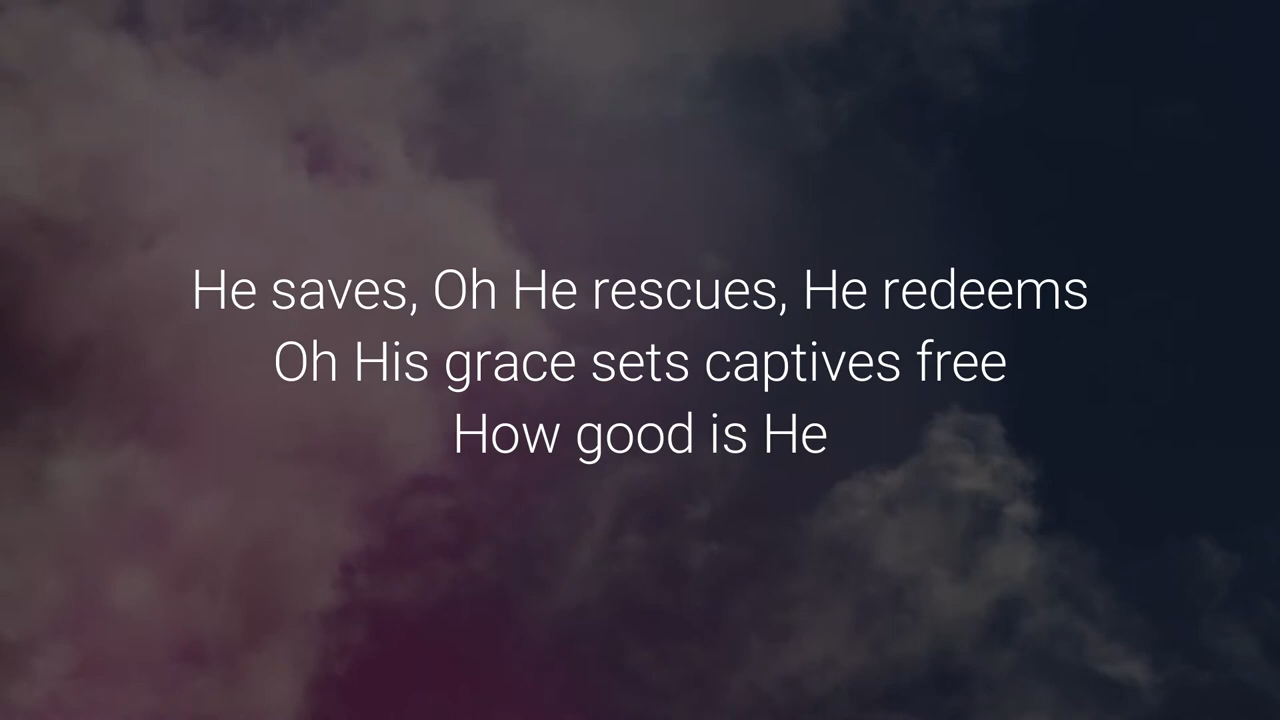 He saves, Oh He rescues, He redeems
Oh His grace sets captives free
How good is He